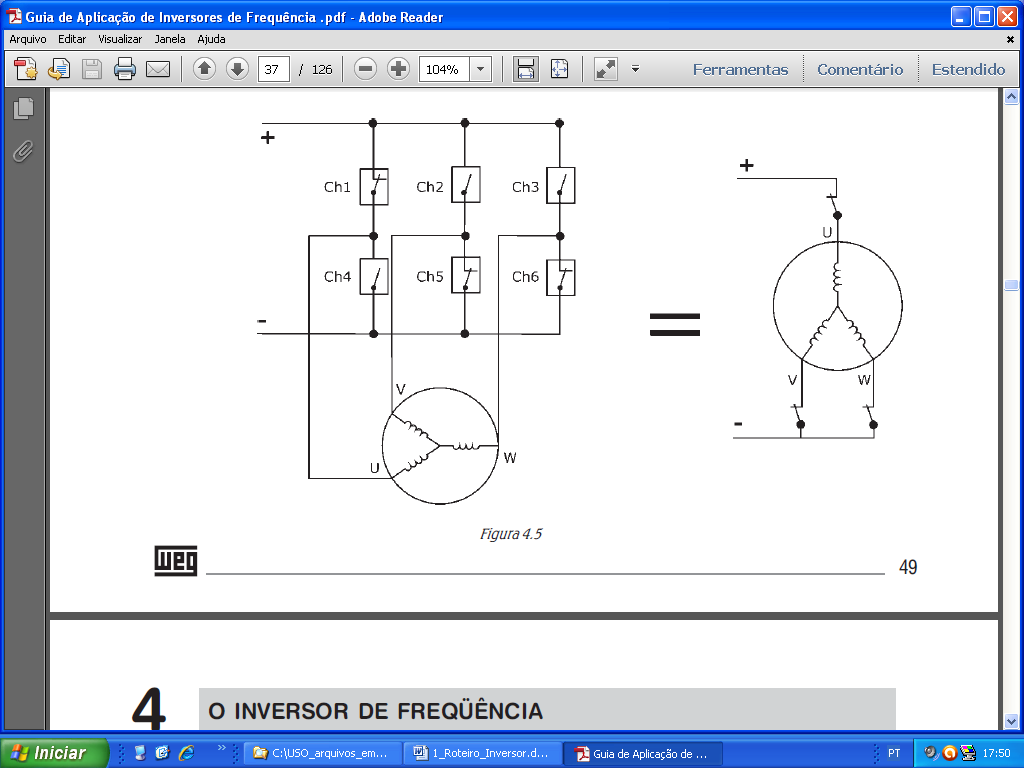 Guia de Aplicação de Inversores de Frequência .pdf - Adobe Reader
Arquivo Editar Visualizar Janela Ajuda
37 / 126 104% Ferramentas Comentário Estendido
+
Ch1 Ch2 Ch3
Ch4 Ch5 Ch6
-
V
U W
+
U
V W
-
Figura 4.5
weg 49
4 O INVERSOR DE FREQÜÊNCIA
Iniciar » C:\USO_arquivos_em... 1_Roteiro_Inversor.d... Guia de Aplicação de ... PT 17:50